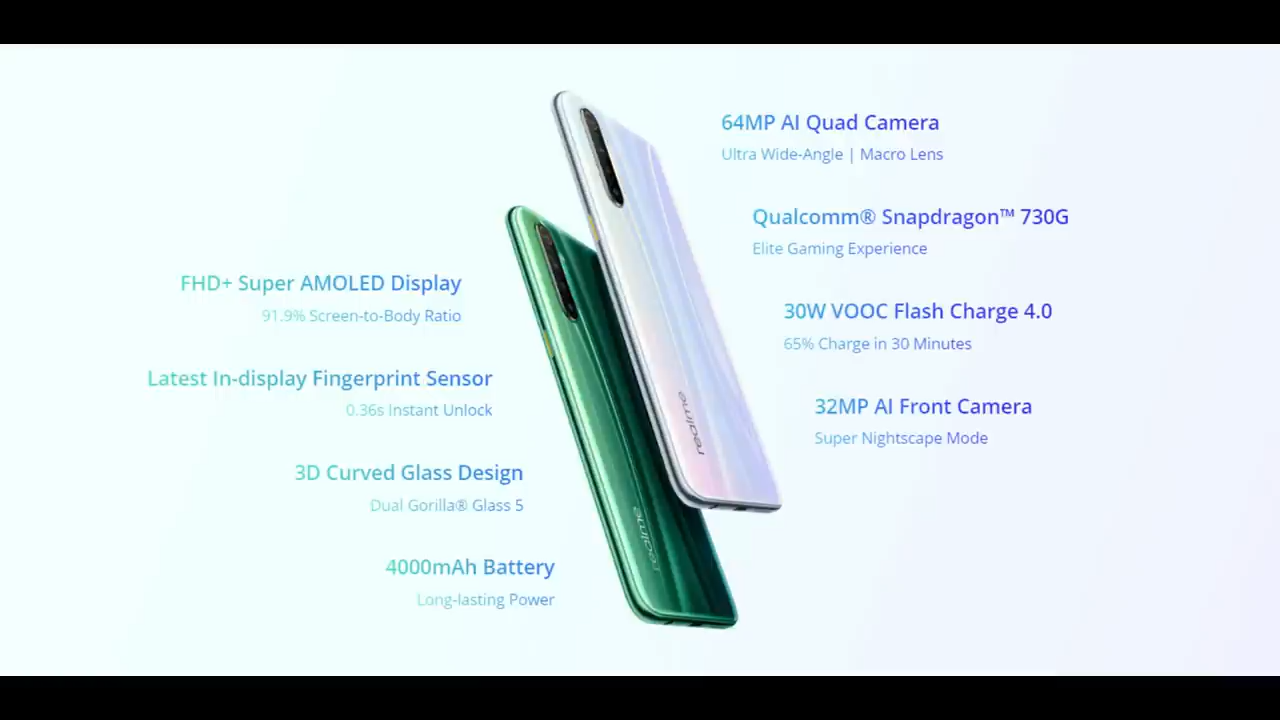 64MP AI Quad Camera
Ultra Wide-Angle | Macro Lens
Qualcomm® Snapdragon™ 730G
Elite Gaming Experience
FHD+ Super AMOLED Display
91.9% Screen-to-Body Ratio
30W VOOC Flash Charge 4.0
65% Charge in 30 Minutes
Latest In-display Fingerprint Sensor
0.36s Instant Unlock
32MP AI Front Camera
Super Nightscape Mode
3D Curved Glass Design
Dual Gorilla® Glass 5
4000mAh Battery
Long-lasting Power
realme
realme